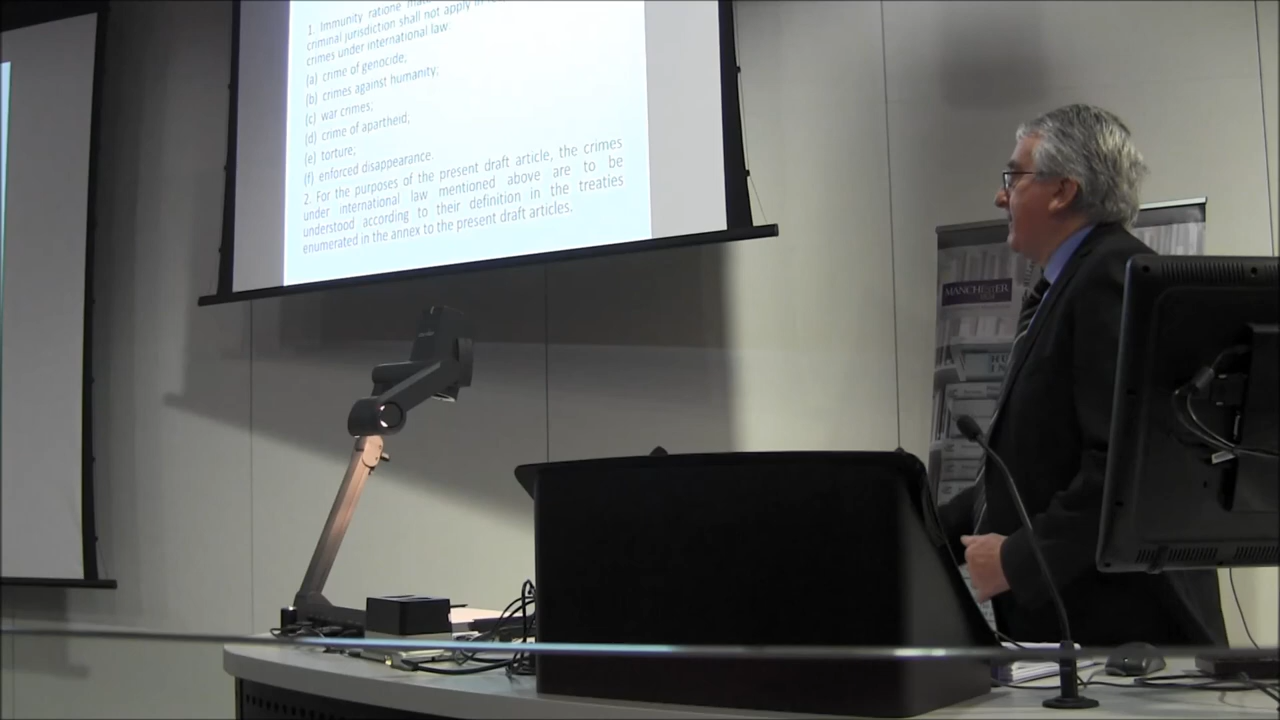 1. Immunity ratione
criminal jurisdiction shall not apply in
crimes under international law:
(a) crime of genocide,
(b) crimes against humanity;
(c) war crimes;
(d) crime of apartheid;
(e) torture;
(f) enforced disappearance.
2. For the purposes of the present draft article, the crimes
under international law mentioned above are to be
understood according to their definition in the treaties
enumerated in the annex to the present draft articles.
MANCHESTER